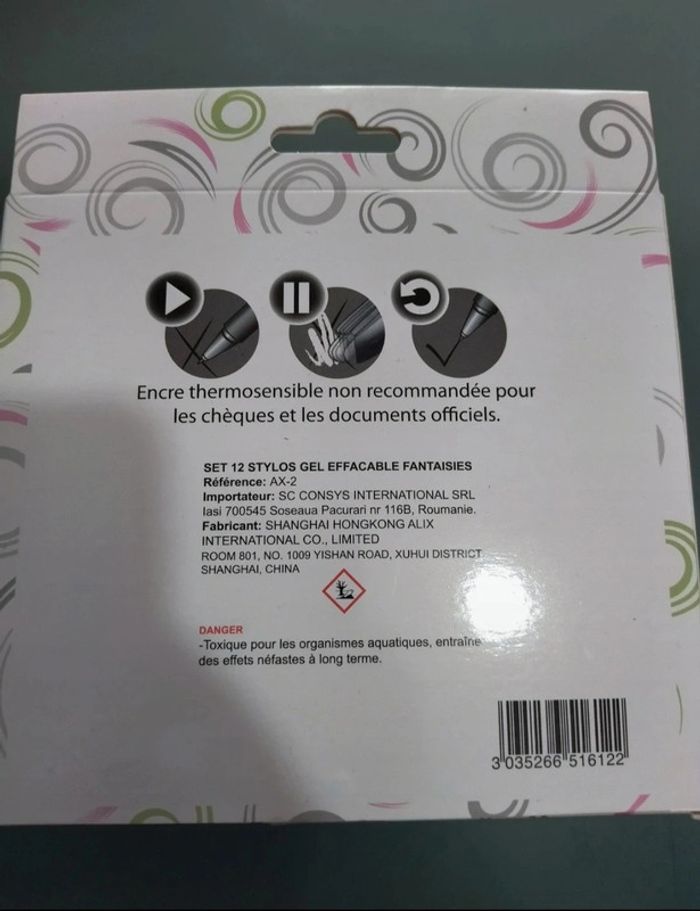 Encre thermosensible non recommandée pour
les chèques et les documents officiels.
SET 12 STYLOS GEL EFFACABLE FANTAISIES
Référence: AX-2
Importateur: SC CONSYS INTERNATIONAL SRL
Iasi 700545 Soseaua Pacurari nr 116B, Roumanie.
Fabricant: SHANGHAI HONGKONG ALIX
INTERNATIONAL CO., LIMITED
ROOM 801, NO. 1009 YISHAN ROAD, XUHUI DISTRICT
SHANGHAI, CHINA
DANGER
-Toxique pour les organismes aquatiques, entraîne
des effets néfastes à long terme.
3 035266 516122